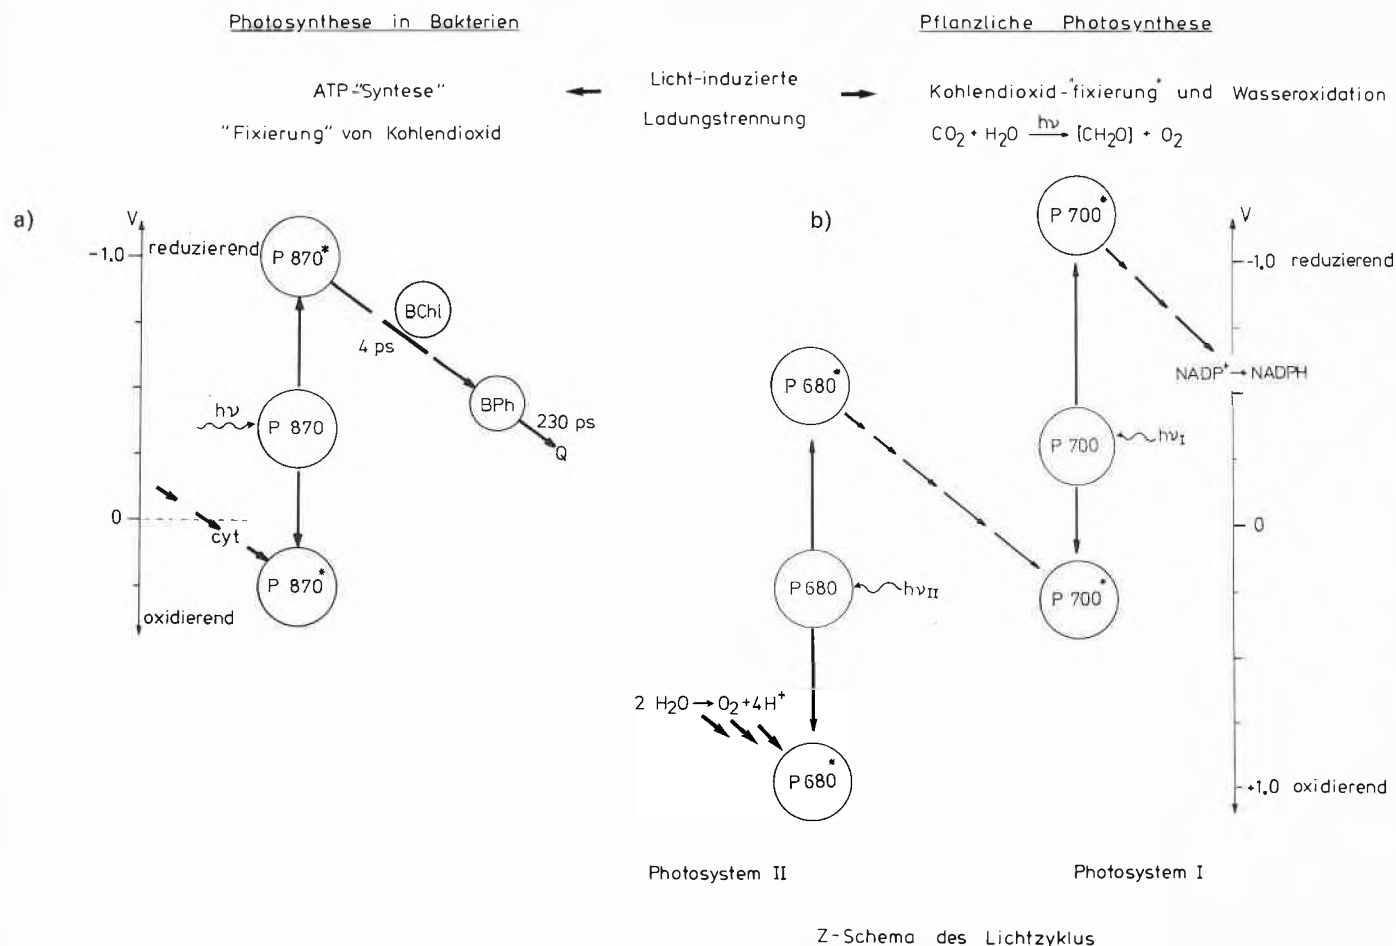 Photosynthese in Bakterien
Pflanzliche Photosynthese
ATP-"Syntese"
"Fixierung" von Kohlendioxid
Licht-induzierte
Ladungstrennung
Kohlendioxid-"fixierung" und Wasseroxidation
CO₂ + H₂O hν → [CH₂O] + O₂
a)
V
-1.0 reduzierend
P 870*
BChl
4 ps
BPh
230 ps
Q
hν
P 870
0
cyt
P 870*
oxidierend
b)
P 700*
V
-1.0 reduzierend
P 680*
NADP⁺ → NADPH
P 700
hνI
0
P 680
hνII
P 700*
2 H₂O → O₂ + 4H⁺
P 680*
+1.0 oxidierend
Photosystem II
Photosystem I
Z-Schema des Lichtzyklus